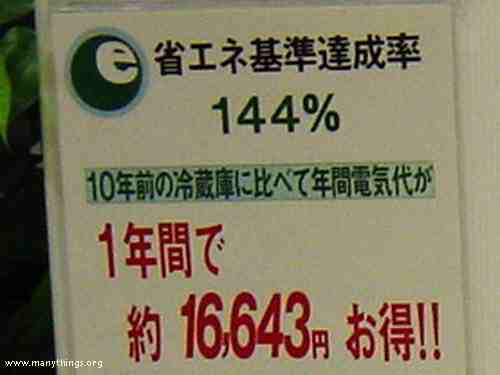 e 省エネ基準達成率
144%
10年前の冷蔵庫に比べて年間電気代が
1年間で
約 16,643円 お得!!
www.manythings.org